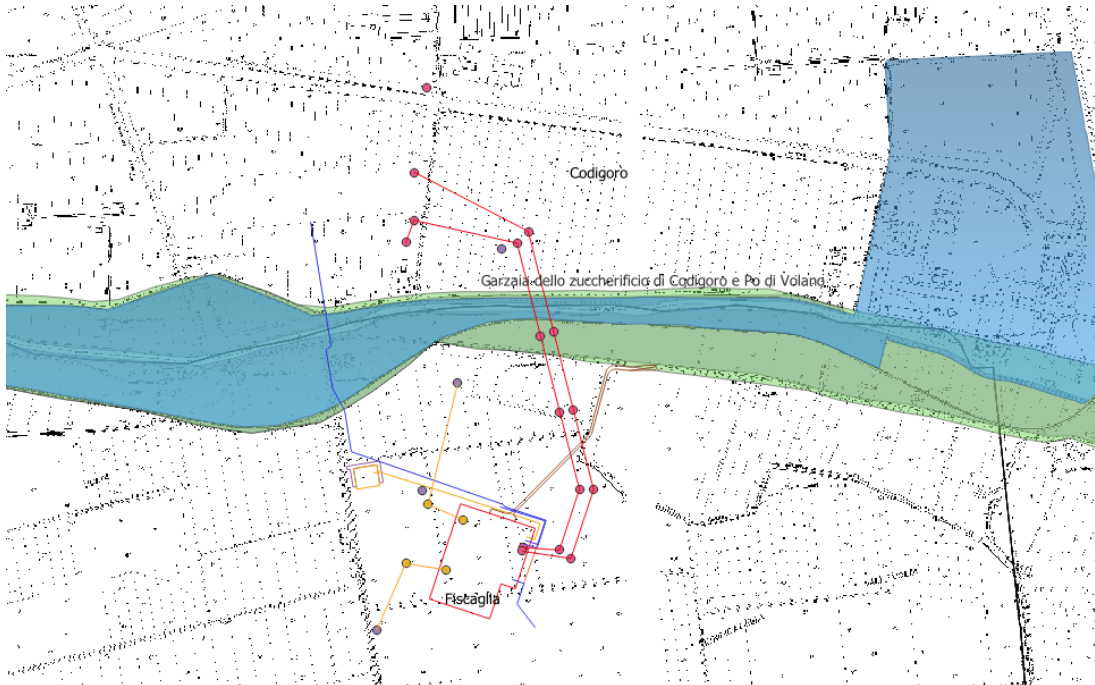 Codigoro
Garzaia dello zuccherificio di Codigoro e Po di Volano
Fiscaglia